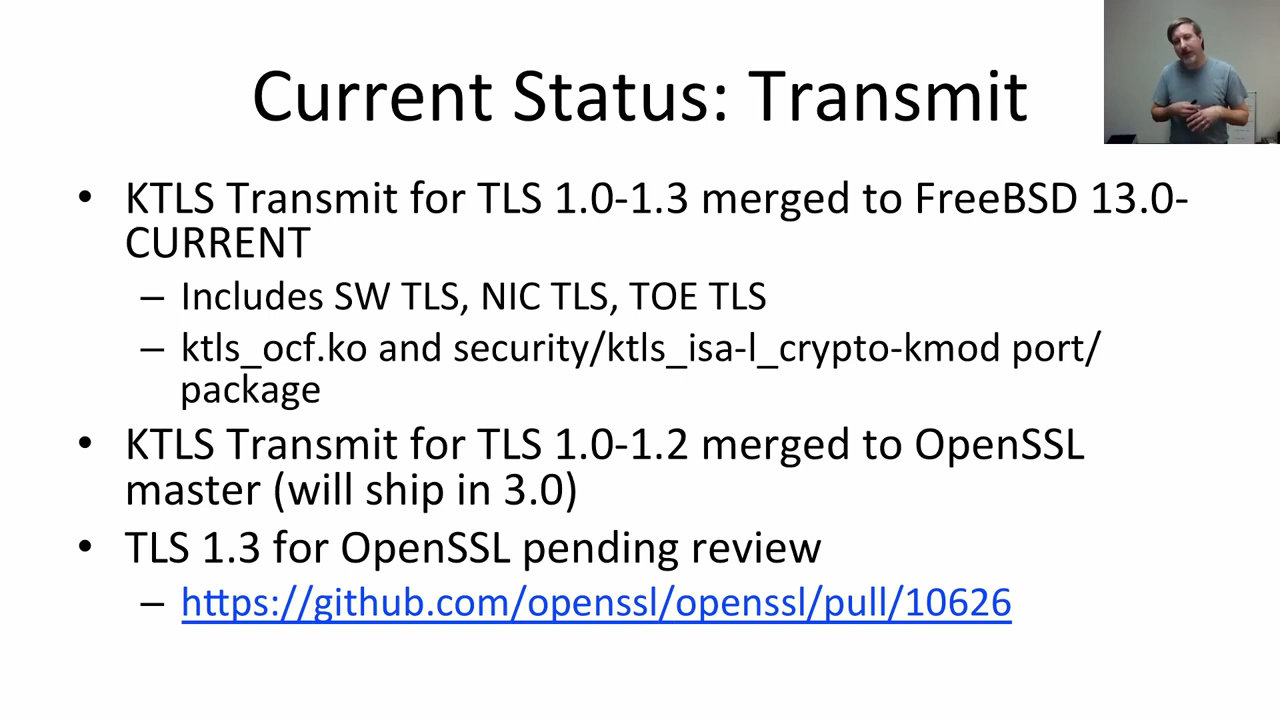 Current Status: Transmit
• KTLS Transmit for TLS 1.0-1.3 merged to FreeBSD 13.0-
CURRENT
– Includes SW TLS, NIC TLS, TOE TLS
– ktls_ocf.ko and security/ktls_isa-l_crypto-kmod port/
package
• KTLS Transmit for TLS 1.0-1.2 merged to OpenSSL
master (will ship in 3.0)
• TLS 1.3 for OpenSSL pending review
– https://github.com/openssl/openssl/pull/10626